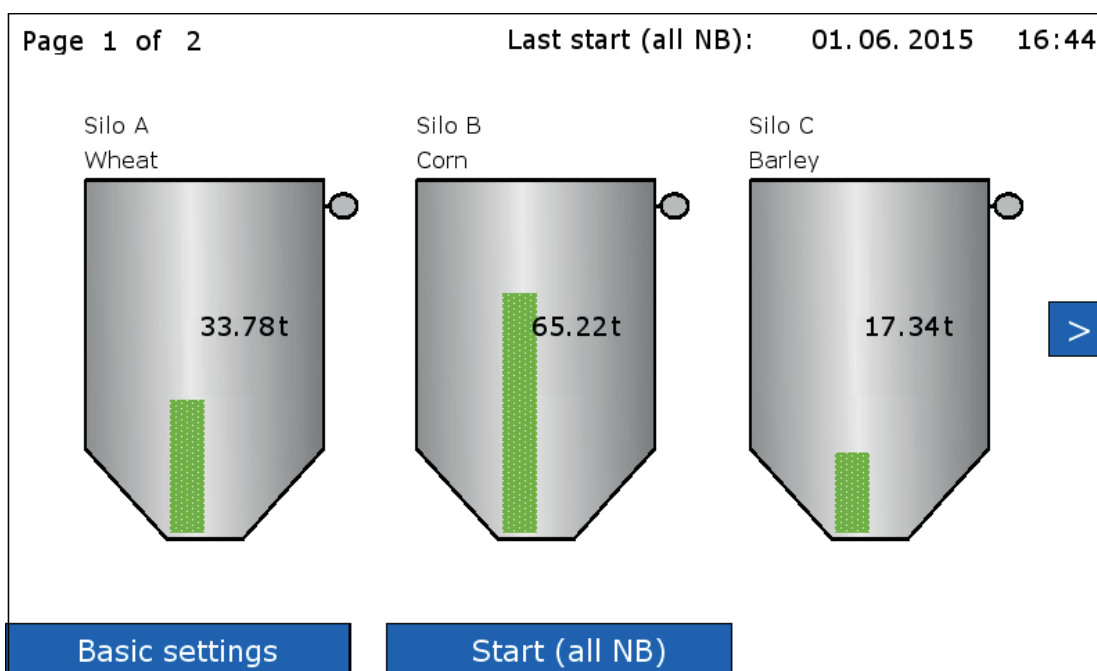 Page 1 of 2 Last start (all NB): 01.06.2015 16:44
Silo A Silo B Silo C
Wheat Corn Barley
33.78t 65.22t 17.34t
>
Basic settings Start (all NB)